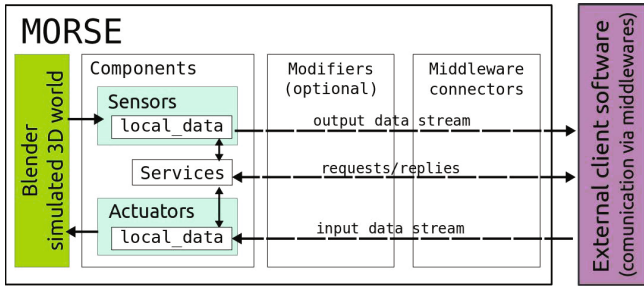 MORSE
Blender
simulated 3D world
Components
Sensors
local_data
Services
Actuators
local_data
Modifiers
(optional)
Middleware
connectors
output data stream
requests/replies
input data stream
External client software
(comunication via middlewares)